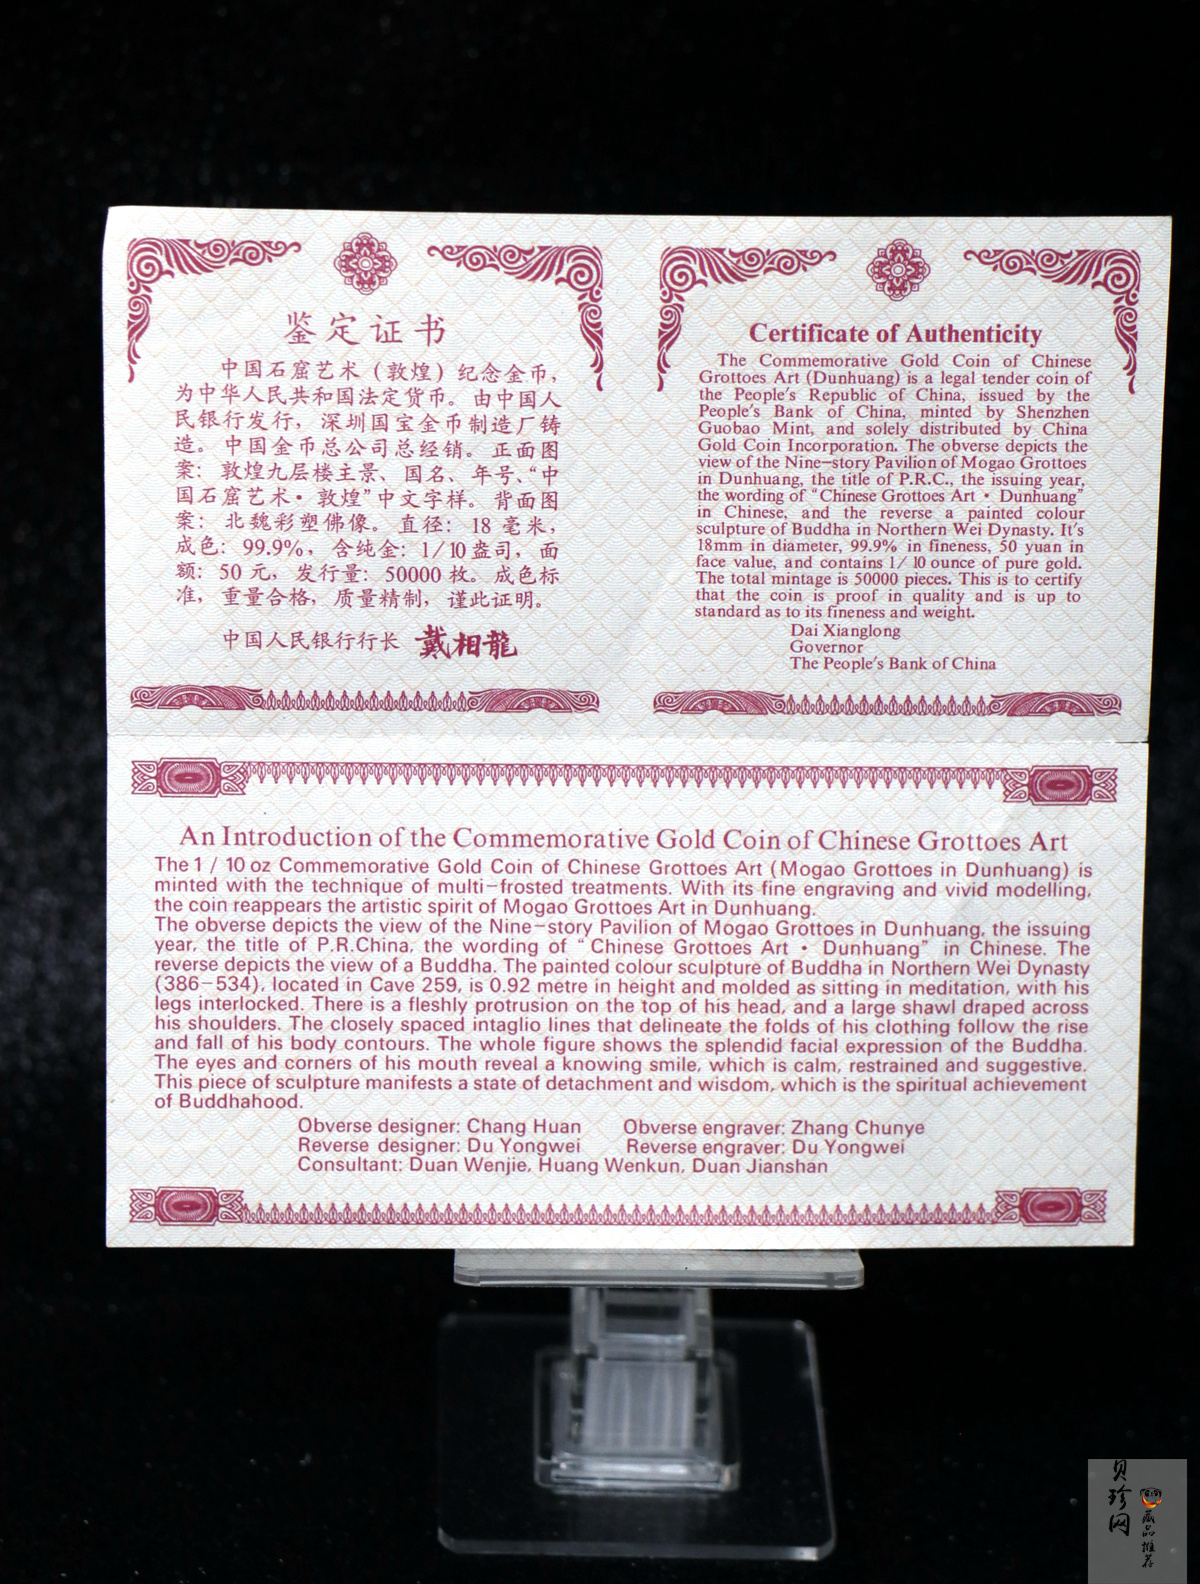 鉴定证书
中国石窟艺术（敦煌）纪念金币，
为中华人民共和国法定货币。由中国人
民银行发行，深圳国宝金币制造厂铸
造。中国金币总公司总经销。正面图
案：敦煌九层楼主景、国名、年号、“中
国石窟艺术·敦煌”中文字样。背面图
案：北魏彩塑佛像。直径：18毫米，
成色：99.9%，含纯金：1/10盎司，面
额：50元，发行量：50000枚。成色标
准，重量合格，质量精制，谨此证明。
中国人民银行行长 戴相龍
Certificate of Authenticity
The Commemorative Gold Coin of Chinese
Grottoes Art (Dunhuang) is a legal tender coin of
the People's Republic of China, issued by the
People's Bank of China, minted by Shenzhen
Guobao Mint, and solely distributed by China
Gold Coin Incorporation. The obverse depicts the
view of the Nine-story Pavilion of Mogao Grottoes
in Dunhuang, the title of P.R.C., the issuing year,
the wording of “Chinese Grottoes Art · Dunhuang”
in Chinese, and the reverse a painted colour
sculpture of Buddha in Northern Wei Dynasty. It's
18mm in diameter, 99.9% in fineness, 50 yuan in
face value, and contains 1/10 ounce of pure gold.
The total mintage is 50000 pieces. This is to certify
that the coin is proof in quality and is up to
standard as to its fineness and weight.
Dai Xianglong
Governor
The People's Bank of China
An Introduction of the Commemorative Gold Coin of Chinese Grottoes Art
The 1/10 oz Commemorative Gold Coin of Chinese Grottoes Art (Mogao Grottoes in Dunhuang) is
minted with the technique of multi-frosted treatments. With its fine engraving and vivid modelling,
the coin reappears the artistic spirit of Mogao Grottoes Art in Dunhuang.
The obverse depicts the view of the Nine-story Pavilion of Mogao Grottoes in Dunhuang, the issuing
year, the title of P.R.China, the wording of “Chinese Grottoes Art · Dunhuang” in Chinese. The
reverse depicts the view of a Buddha. The painted colour sculpture of Buddha in Northern Wei Dynasty
(386-534), located in Cave 259, is 0.92 metre in height and molded as sitting in meditation, with his
legs interlocked. There is a fleshly protrusion on the top of his head, and a large shawl draped across
his shoulders. The closely spaced intaglio lines that delineate the folds of his clothing follow the rise
and fall of his body contours. The whole figure shows the splendid facial expression of the Buddha.
The eyes and corners of his mouth reveal a knowing smile, which is calm, restrained and suggestive.
This piece of sculpture manifests a state of detachment and wisdom, which is the spiritual achievement
of Buddhahood.
Obverse designer: Chang Huan Obverse engraver: Zhang Chunye
Reverse designer: Du Yongwei Reverse engraver: Du Yongwei
Consultant: Duan Wenjie, Huang Wenkun, Duan Jianshan
贝珍网
藏品推荐